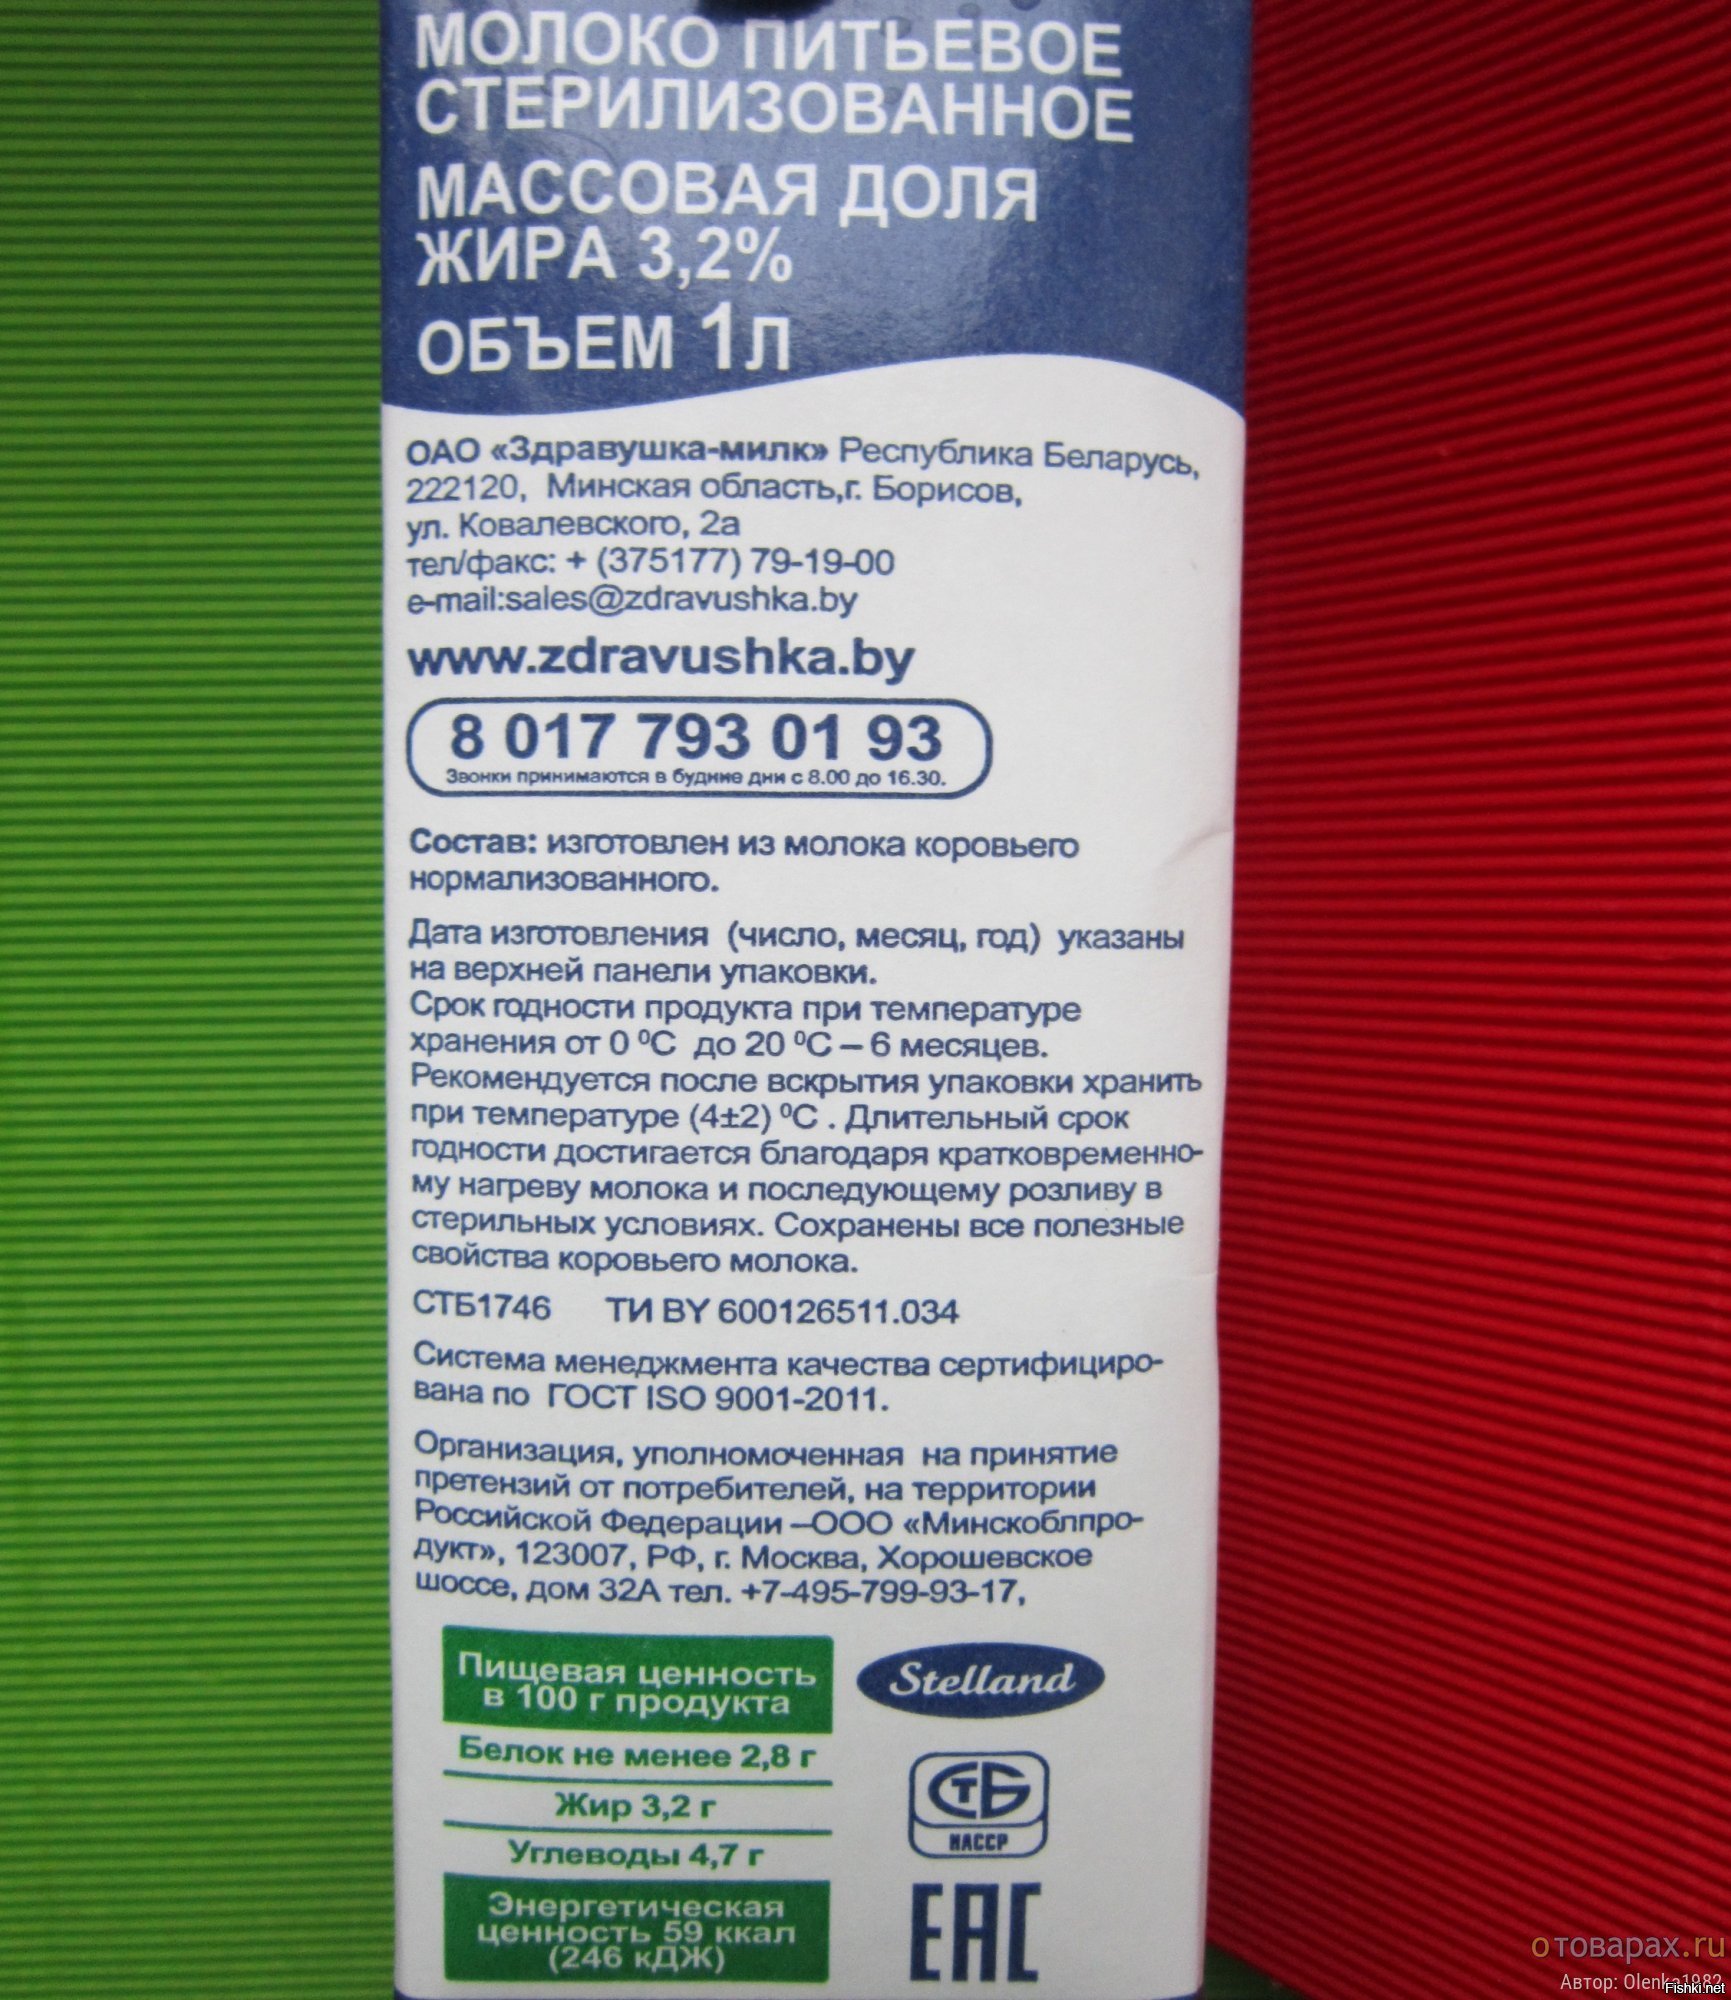 МОЛОКО ПИТЬЕВОЕ
СТЕРИЛИЗОВАННОЕ
МАССОВАЯ ДОЛЯ
ЖИРА 3,2%
ОБЪЕМ 1Л
ОАО «Здравушка-милк» Республика Беларусь,
222120, Минская область,г. Борисов,
ул. Ковалевского, 2а
тел/факс: + (375177) 79-19-00
e-mail:sales@zdravushka.by
www.zdravushka.by
8 017 793 01 93
Звонки принимаются в будние дни с 8.00 до 16.30.
Состав: изготовлен из молока коровьего
нормализованного.
Дата изготовления (число, месяц, год) указаны
на верхней панели упаковки.
Срок годности продукта при температуре
хранения от 0 ⁰С до 20 ⁰С – 6 месяцев.
Рекомендуется после вскрытия упаковки хранить
при температуре (4±2) ⁰С . Длительный срок
годности достигается благодаря кратковременно-
му нагреву молока и последующему розливу в
стерильных условиях. Сохранены все полезные
свойства коровьего молока.
СТБ1746 ТИ BY 600126511.034
Система менеджмента качества сертифициро-
вана по ГОСТ ISO 9001-2011.
Организация, уполномоченная на принятие
претензий от потребителей, на территории
Российской Федерации –ООО «Минскоблпро-
дукт», 123007, РФ, г. Москва, Хорошевское
шоссе, дом 32А тел. +7-495-799-93-17,
Пищевая ценность
в 100 г продукта
Белок не менее 2,8 г
Жир 3,2 г
Углеводы 4,7 г
Энергетическая
ценность 59 ккал
(246 кДЖ)
Stelland
СТБ
НАССР
ЕАС
отоварах.ru
Автор: Olenka1982
Fishki.net